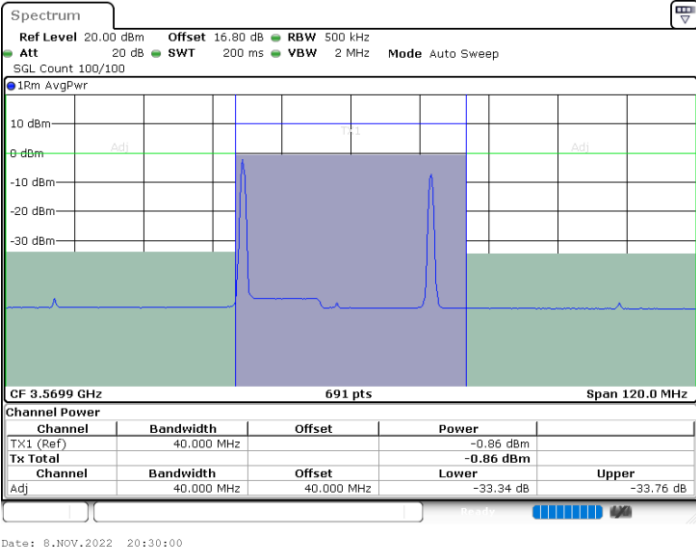 Spectrum
Ref Level 20.00 dBm Offset 16.80 dB RBW 500 kHz
Att 20 dB SWT 200 ms VBW 2 MHz Mode Auto Sweep
SGL Count 100/100
1Rm AvgPwr
10 dBm
TX1
Adj Adj
0 dBm
-10 dBm
-20 dBm
-30 dBm
CF 3.5699 GHz 691 pts Span 120.0 MHz
Channel Power
Channel Bandwidth Offset Power
TX1 (Ref) 40.000 MHz -0.86 dBm
Tx Total -0.86 dBm
Channel Bandwidth Offset Lower Upper
Adj 40.000 MHz 40.000 MHz -33.34 dB -33.76 dB
Ready
Date: 8.NOV.2022 20:30:00